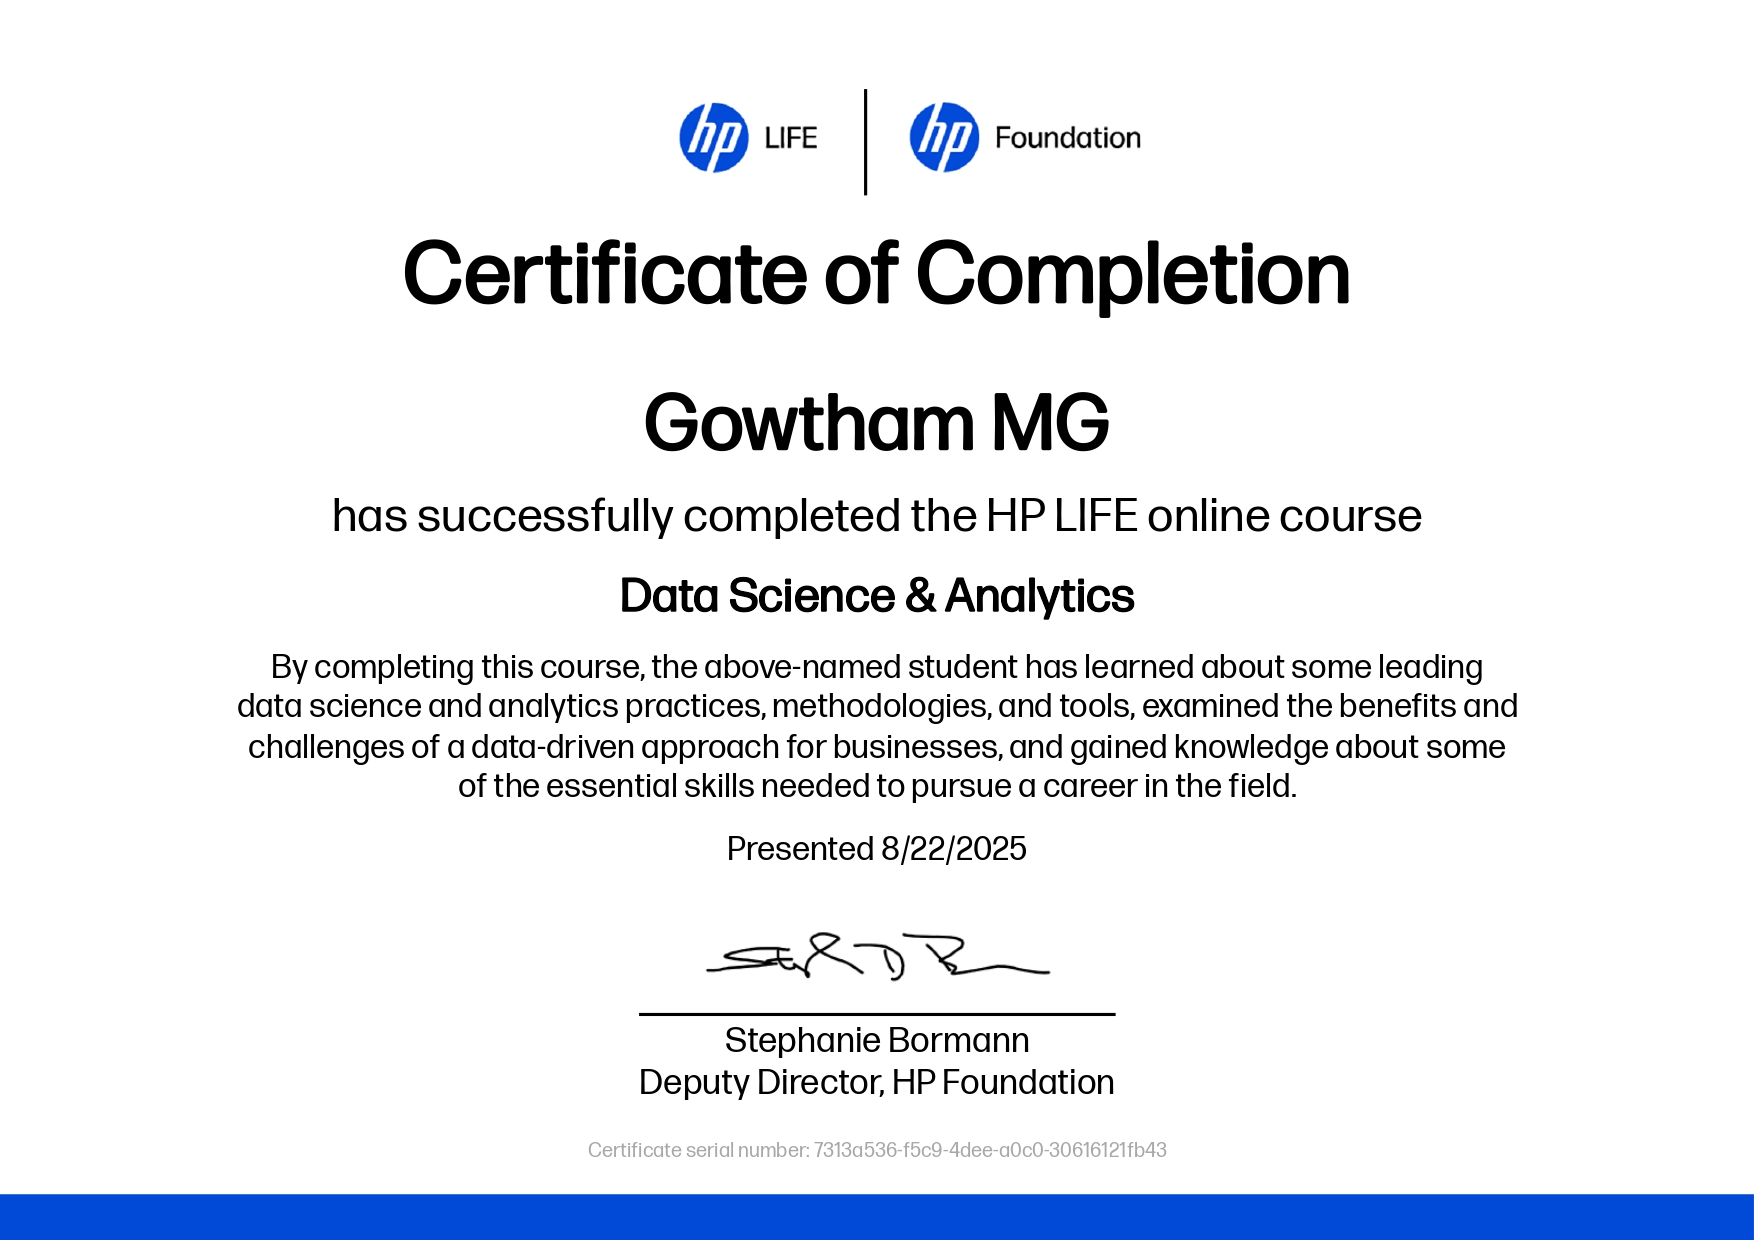 hp LIFE | hp Foundation
Certificate of Completion
Gowtham MG
has successfully completed the HP LIFE online course
Data Science & Analytics
By completing this course, the above-named student has learned about some leading
data science and analytics practices, methodologies, and tools, examined the benefits and
challenges of a data-driven approach for businesses, and gained knowledge about some
of the essential skills needed to pursue a career in the field.
Presented 8/22/2025
Stephanie Bormann
Deputy Director, HP Foundation
Certificate serial number: 7313a536-f5c9-4dee-a0c0-30616121fb43